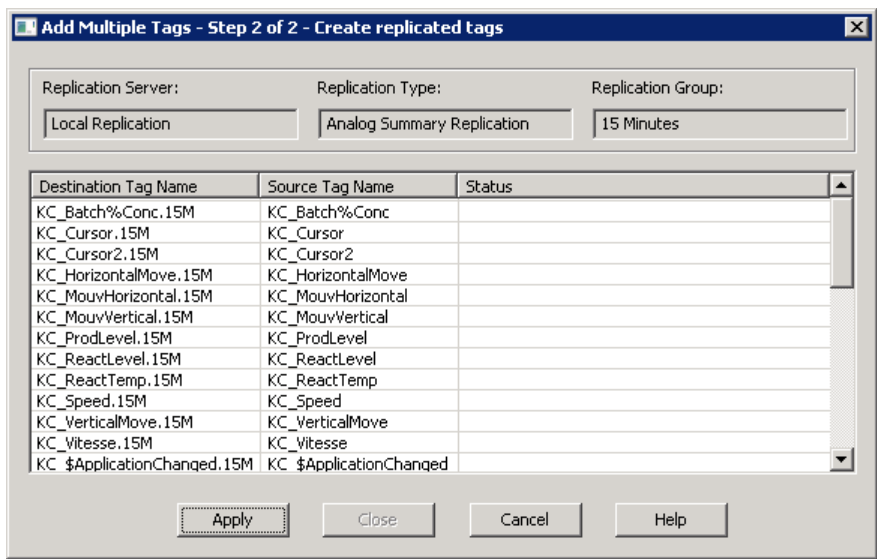 Add Multiple Tags - Step 2 of 2 - Create replicated tags
Replication Server: Replication Type: Replication Group:
Local Replication Analog Summary Replication 15 Minutes
Destination Tag Name Source Tag Name Status
KC_Batch%Conc.15M KC_Batch%Conc
KC_Cursor.15M KC_Cursor
KC_Cursor2.15M KC_Cursor2
KC_HorizontalMove.15M KC_HorizontalMove
KC_MouvHorizontal.15M KC_MouvHorizontal
KC_MouvVertical.15M KC_MouvVertical
KC_ProdLevel.15M KC_ProdLevel
KC_ReactLevel.15M KC_ReactLevel
KC_ReactTemp.15M KC_ReactTemp
KC_Speed.15M KC_Speed
KC_VerticalMove.15M KC_VerticalMove
KC_Vitesse.15M KC_Vitesse
KC_$ApplicationChanged.15M KC_$ApplicationChanged
Apply Close Cancel Help